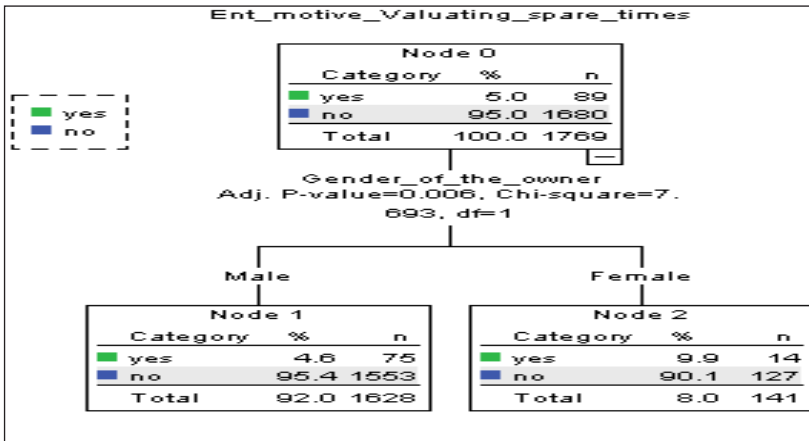 Ent_motive_Valuating_spare_times
yes
no
Node 0
Category % n
yes 5.0 89
no 95.0 1680
Total 100.0 1769
Gender_of_the_owner
Adj. P-value=0.006, Chi-square=7.
693, df=1
Male
Female
Node 1
Category % n
yes 4.6 75
no 95.4 1553
Total 92.0 1628
Node 2
Category % n
yes 9.9 14
no 90.1 127
Total 8.0 141